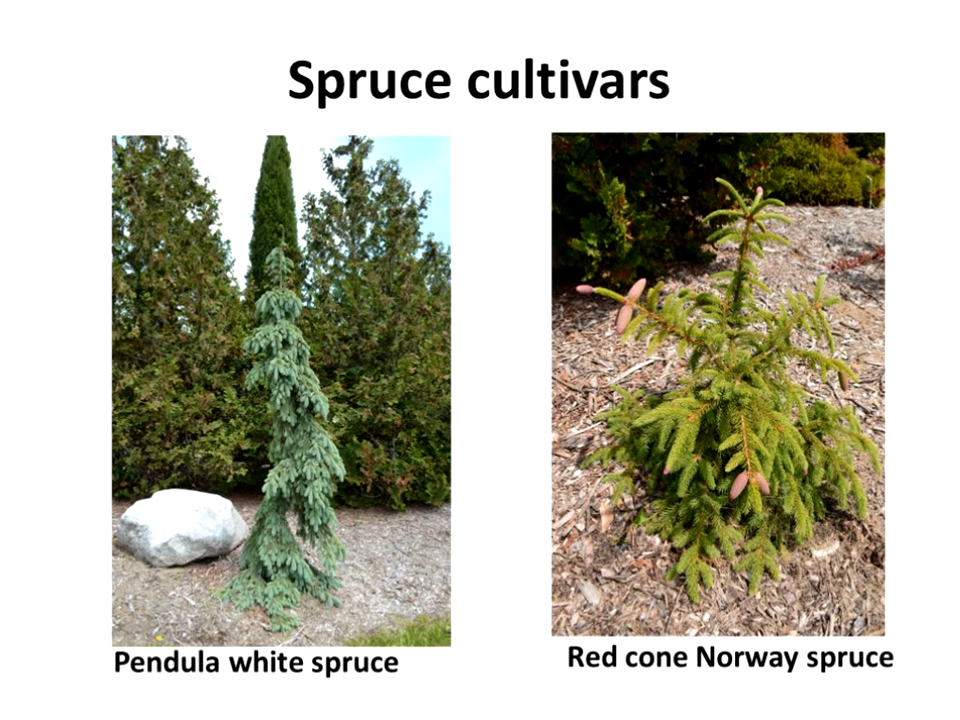 Spruce cultivars
Pendula white spruce
Red cone Norway spruce